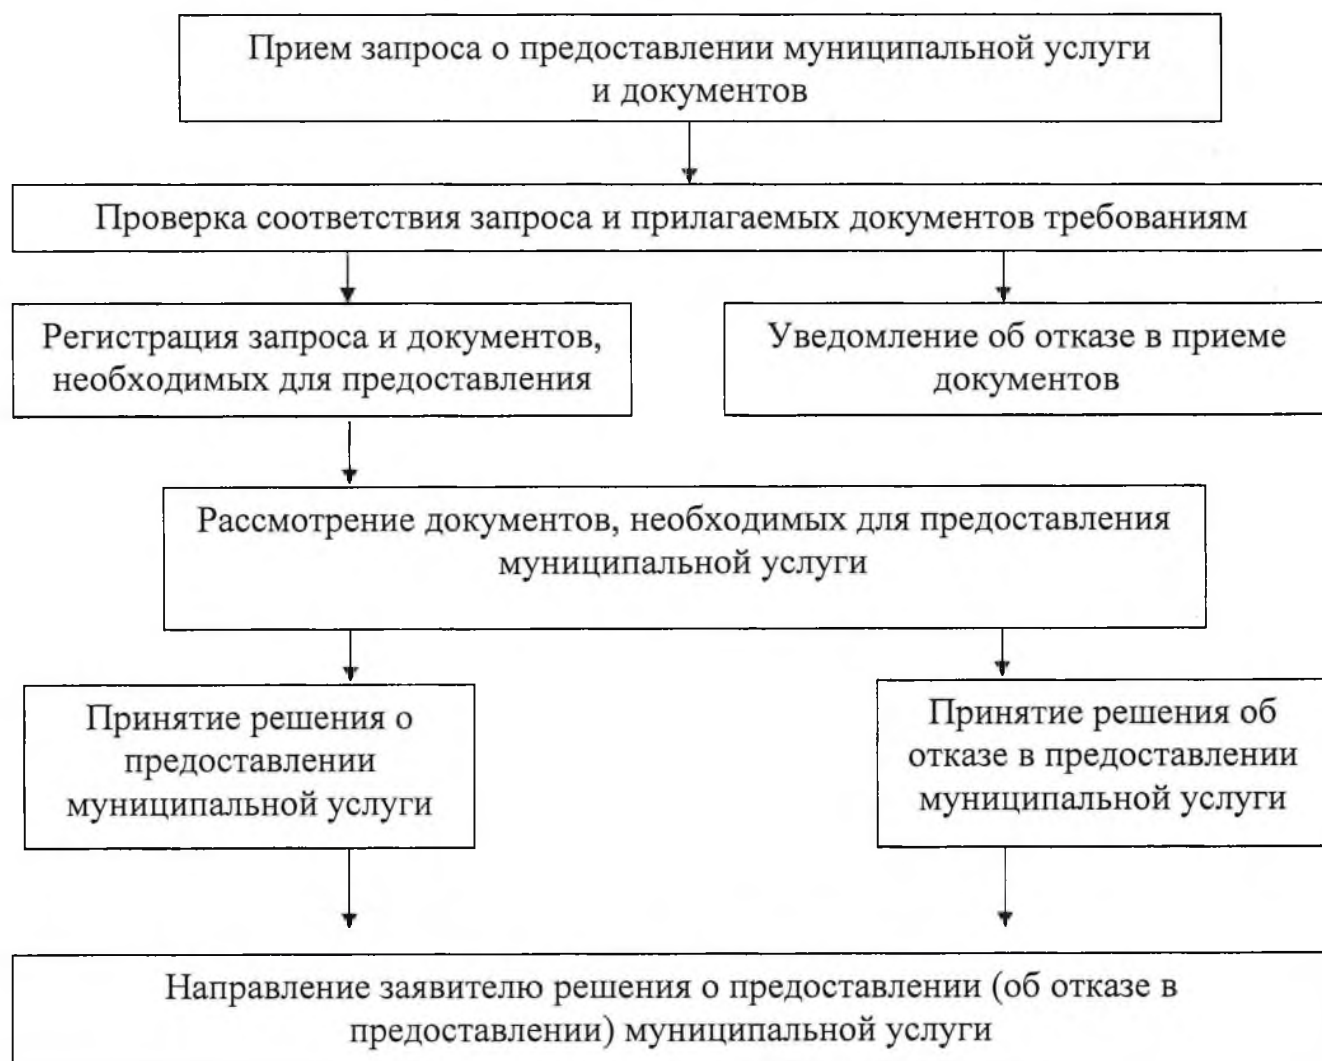 Прием запроса о предоставлении муниципальной услуги
и документов
Проверка соответствия запроса и прилагаемых документов требованиям
Регистрация запроса и документов,
необходимых для предоставления
Уведомление об отказе в приеме
документов
Рассмотрение документов, необходимых для предоставления
муниципальной услуги
Принятие решения о
предоставлении
муниципальной услуги
Принятие решения об
отказе в предоставлении
муниципальной услуги
Направление заявителю решения о предоставлении (об отказе в
предоставлении) муниципальной услуги